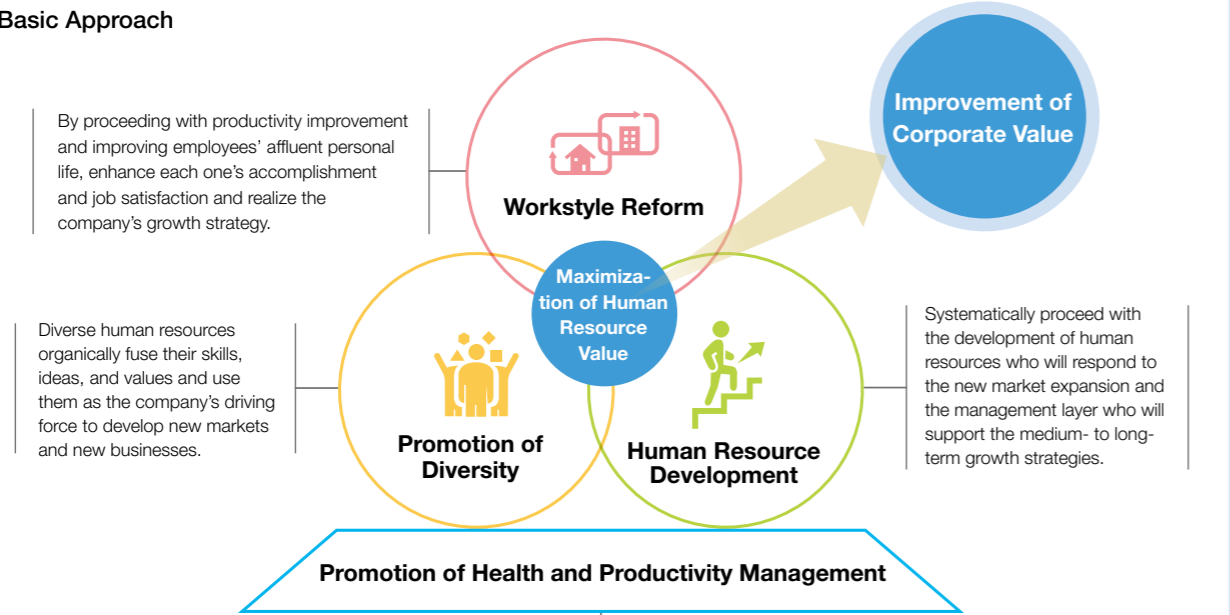 Basic Approach
Improvement of
Corporate Value
By proceeding with productivity improvement
and improving employees’ affluent personal
life, enhance each one’s accomplishment
and job satisfaction and realize the
company’s growth strategy.
Workstyle Reform
Maximiza-
tion of Human
Resource
Value
Diverse human resources
organically fuse their skills,
ideas, and values and use
them as the company’s driving
force to develop new markets
and new businesses.
Promotion of
Diversity
Human Resource
Development
Systematically proceed with
the development of human
resources who will respond to
the new market expansion and
the management layer who will
support the medium- to long-
term growth strategies.
Promotion of Health and Productivity Management